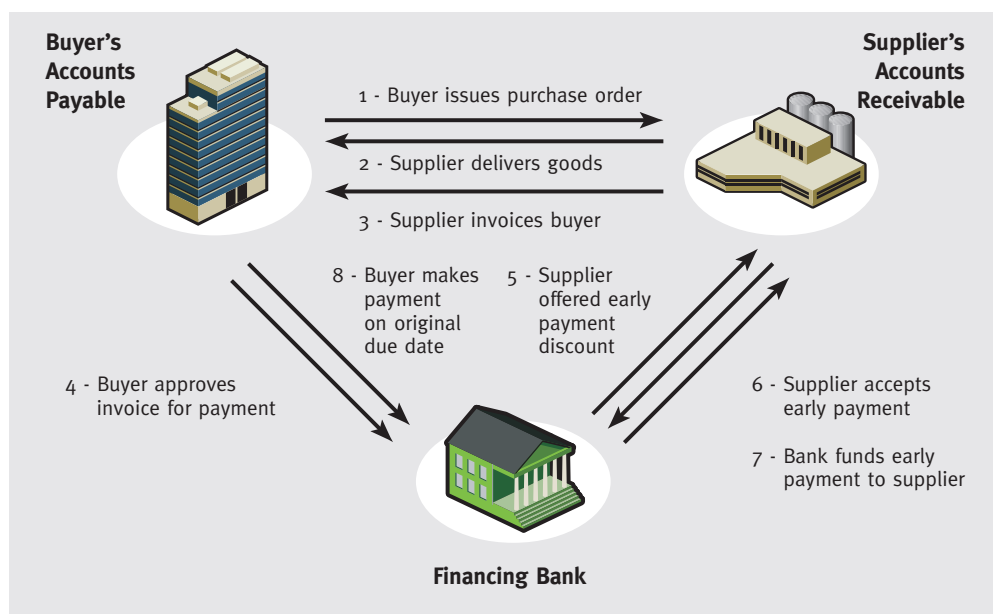 Buyer’s
Accounts
Payable
Supplier’s
Accounts
Receivable
1 - Buyer issues purchase order
2 - Supplier delivers goods
3 - Supplier invoices buyer
8 - Buyer makes
payment
on original
due date
5 - Supplier
offered early
payment
discount
4 - Buyer approves
invoice for payment
6 - Supplier accepts
early payment
7 - Bank funds early
payment to supplier
Financing Bank